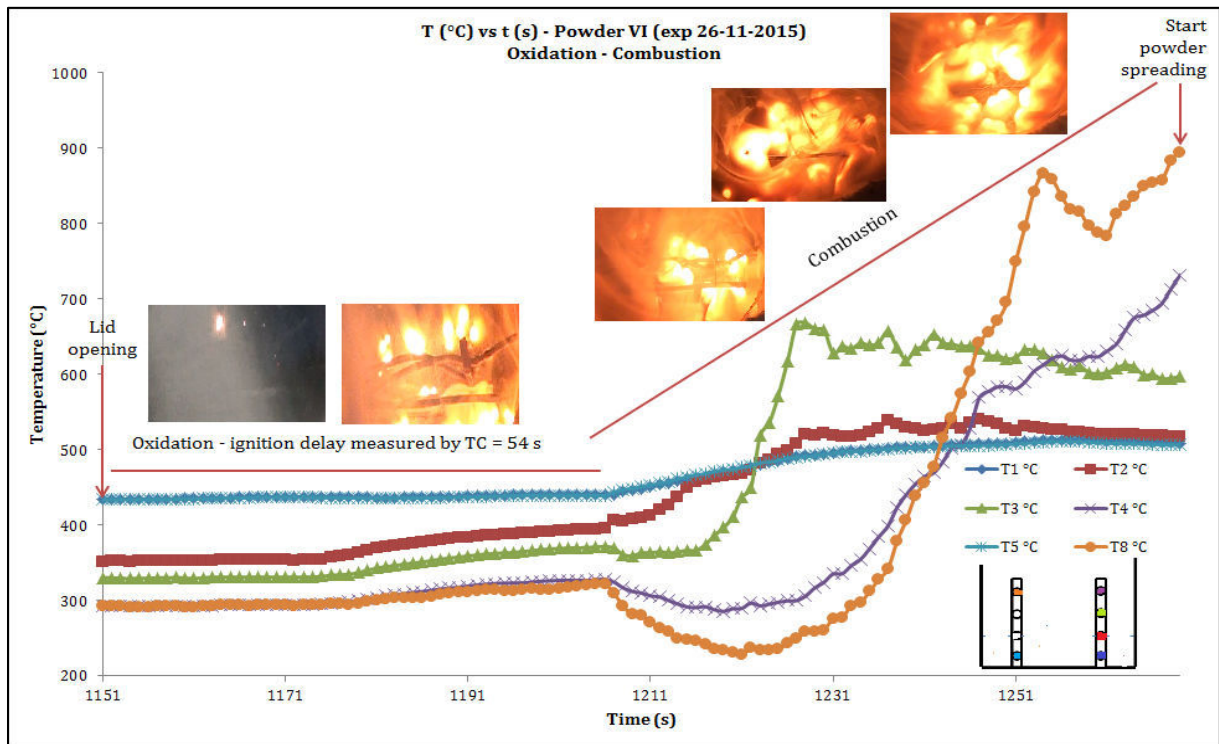 T (°C) vs t (s) - Powder VI (exp 26-11-2015)
Oxidation - Combustion
Start
powder
spreading
1000
900
800
700
600
500
400
300
200
Temperature (°C)
Lid
opening
Oxidation - ignition delay measured by TC = 54 s
Combustion
T1 °C
T2 °C
T3 °C
T4 °C
T5 °C
T8 °C
1151
1171
1191
1211
1231
1251
Time (s)